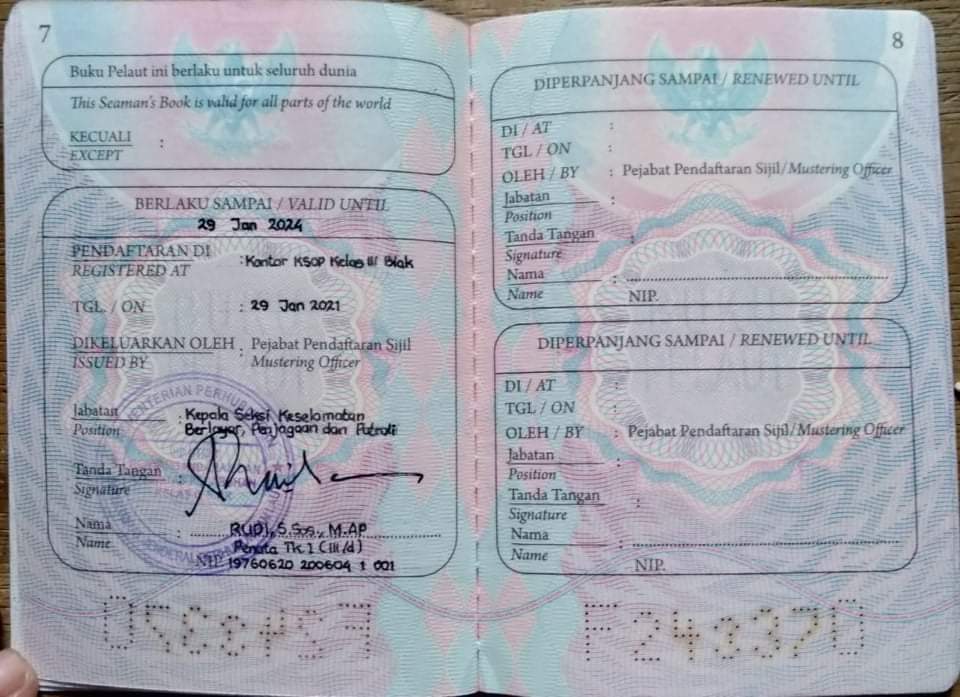 7
Buku Pelaut ini berlaku untuk seluruh dunia
This Seaman's Book is valid for all parts of the world
KECUALI :
EXCEPT
BERLAKU SAMPAI / VALID UNTIL
29 Jan 2024
PENDAFTARAN DI : Kantor KSOP Kelas III Biak
REGISTERED AT
TGL. / ON : 29 Jan 2021
DIKELUARKAN OLEH : Pejabat Pendaftaran Sijil
ISSUED BY Mustering Officer
Jabatan : Kepala Seksi Keselamatan
Position Berlayar, Penjagaan dan Patroli
Tanda Tangan :
Signature
Nama : RUDI, S.Sos., M.AP
Name Penata Tk.I (III/d)
NIP. 19760620 200604 1 001
8
DIPERPANJANG SAMPAI / RENEWED UNTIL
DI / AT :
TGL / ON :
OLEH / BY : Pejabat Pendaftaran Sijil/Mustering Officer
Jabatan :
Position
Tanda Tangan :
Signature
Nama :
Name
NIP.
DIPERPANJANG SAMPAI / RENEWED UNTIL
DI / AT :
TGL / ON :
OLEH / BY : Pejabat Pendaftaran Sijil/Mustering Officer
Jabatan :
Position
Tanda Tangan :
Signature
Nama :
Name
NIP.